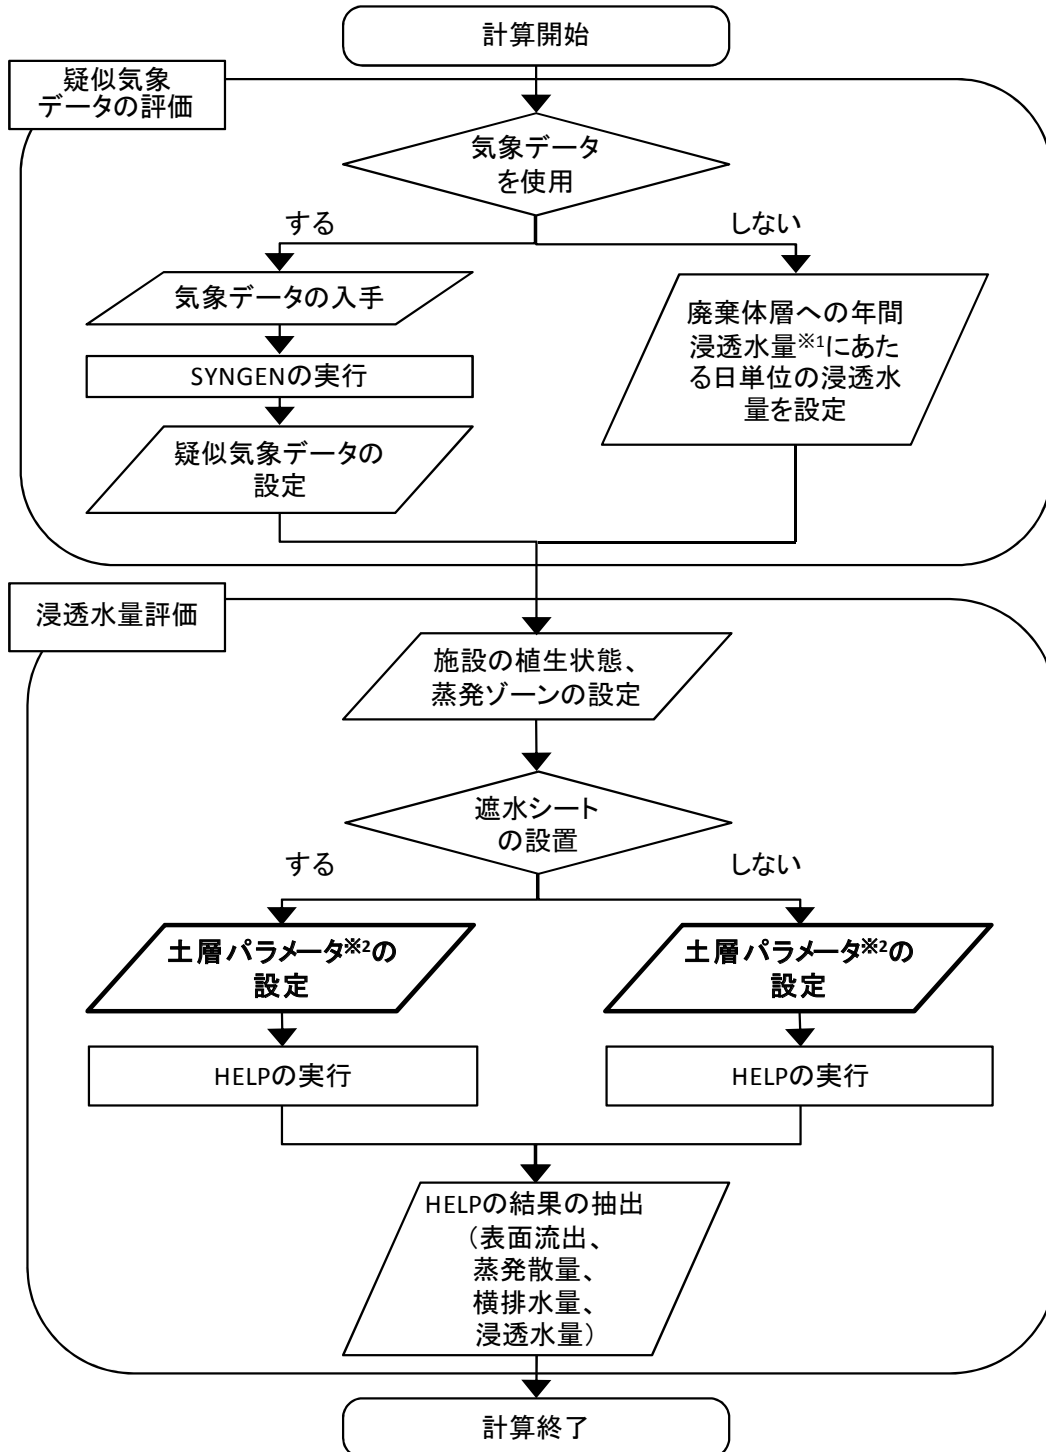 計算開始
疑似気象
データの評価
気象データ
を使用
する
しない
気象データの入手
SYNGENの実行
疑似気象データの
設定
廃棄体層への年間
浸透水量※1にあた
る日単位の浸透水
量を設定
浸透水量評価
施設の植生状態、
蒸発ゾーンの設定
遮水シート
の設置
する
しない
土層パラメータ※2の
設定
土層パラメータ※2の
設定
HELPの実行
HELPの実行
HELPの結果の抽出
（表面流出、
蒸発散量、
横排水量、
浸透水量）
計算終了